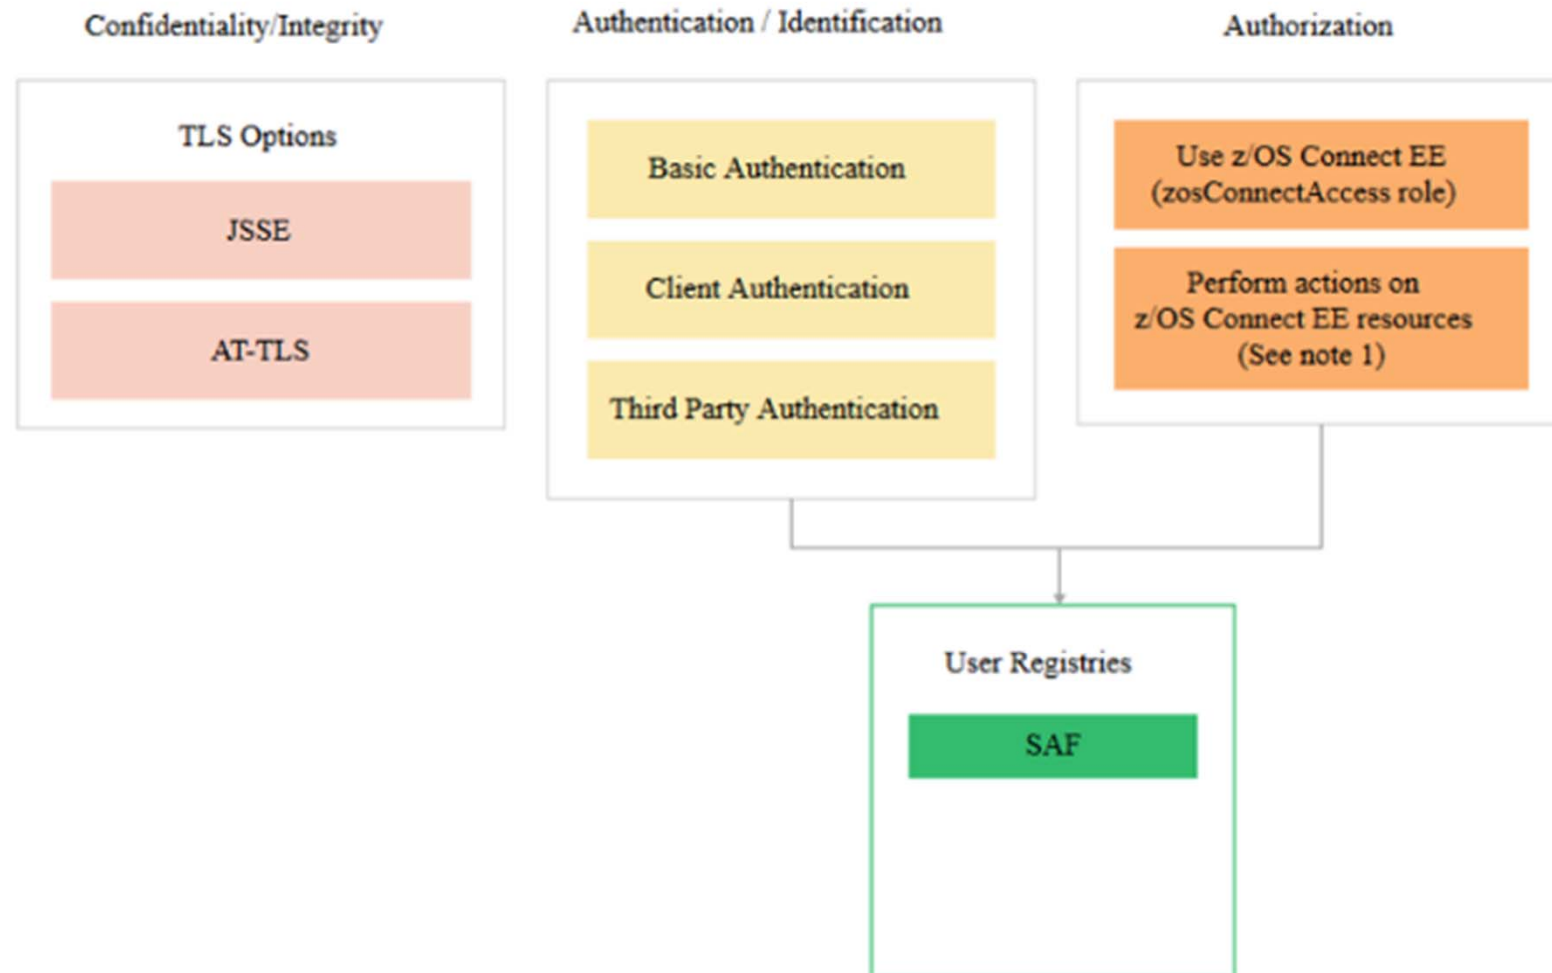 Confidentiality/Integrity
Authentication / Identification
Authorization
TLS Options
JSSE
AT-TLS
Basic Authentication
Client Authentication
Third Party Authentication
Use z/OS Connect EE
(zosConnectAccess role)
Perform actions on
z/OS Connect EE resources
(See note 1)
User Registries
SAF